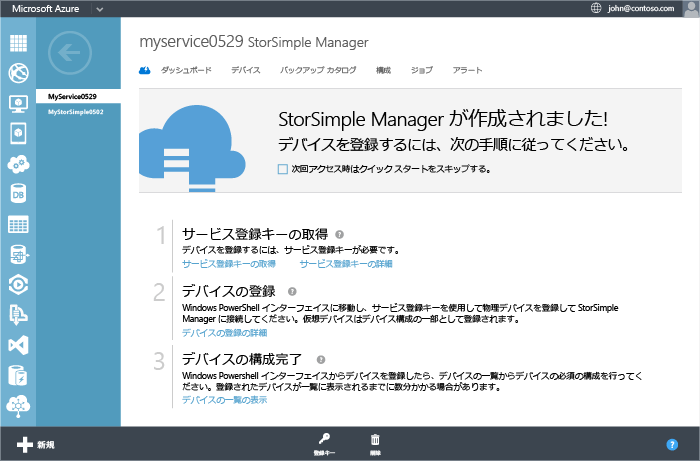 Microsoft Azure
john@contoso.com
myservice0529 StorSimple Manager
ダッシュボード デバイス バックアップ カタログ 構成 ジョブ アラート
MyService0529
MyStorSimple0502
StorSimple Manager が作成されました!
デバイスを登録するには、次の手順に従ってください。
次回アクセス時はクイック スタートをスキップする。
1 サービス登録キーの取得 ?
デバイスを登録するには、サービス登録キーが必要です。
サービス登録キーの取得 サービス登録キーの詳細
2 デバイスの登録 ?
Windows PowerShell インターフェイスに移動し、サービス登録キーを使用して物理デバイスを登録して StorSimple
Manager に接続してください。仮想デバイスはデバイス構成の一部として登録されます。
デバイスの登録の詳細
3 デバイスの構成完了 ?
Windows Powershell インターフェイスからデバイスを登録したら、デバイスの一覧からデバイスの必須の構成を行ってく
ださい。登録されたデバイスが一覧に表示されるまでに数分かかる場合があります。
デバイスの一覧の表示
DB
新規
登録キー
削除
?